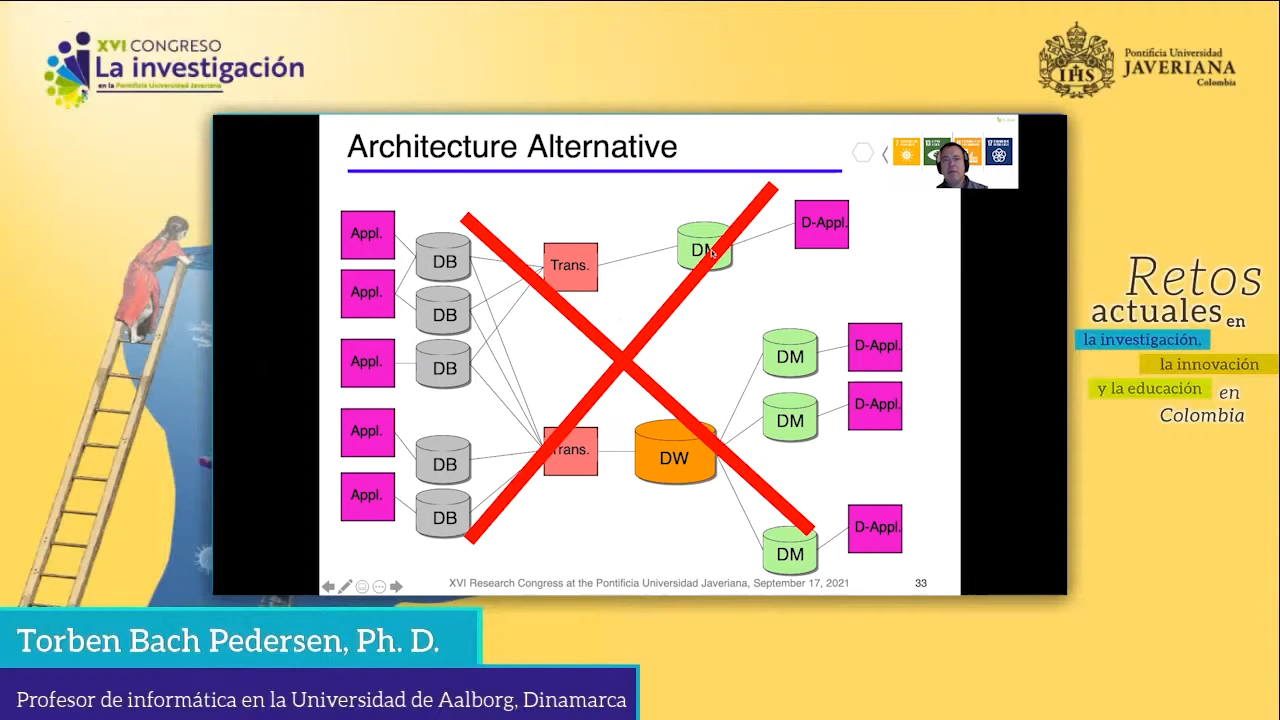 XVI CONGRESO
La investigación
en la Pontificia Universidad Javeriana
Pontificia Universidad
JAVERIANA
Colombia
IHS
Architecture Alternative
Appl.
Appl.
Appl.
Appl.
Appl.
DB
DB
DB
DB
DB
Trans.
Trans.
DM
D-Appl.
DW
DM
D-Appl.
DM
D-Appl.
DM
D-Appl.
XVI Research Congress at the Pontificia Universidad Javeriana, September 17, 2021
33
Retos
actuales en
la investigación,
la innovación
y la educación en
Colombia
Torben Bach Pedersen, Ph. D.
Profesor de informática en la Universidad de Aalborg, Dinamarca